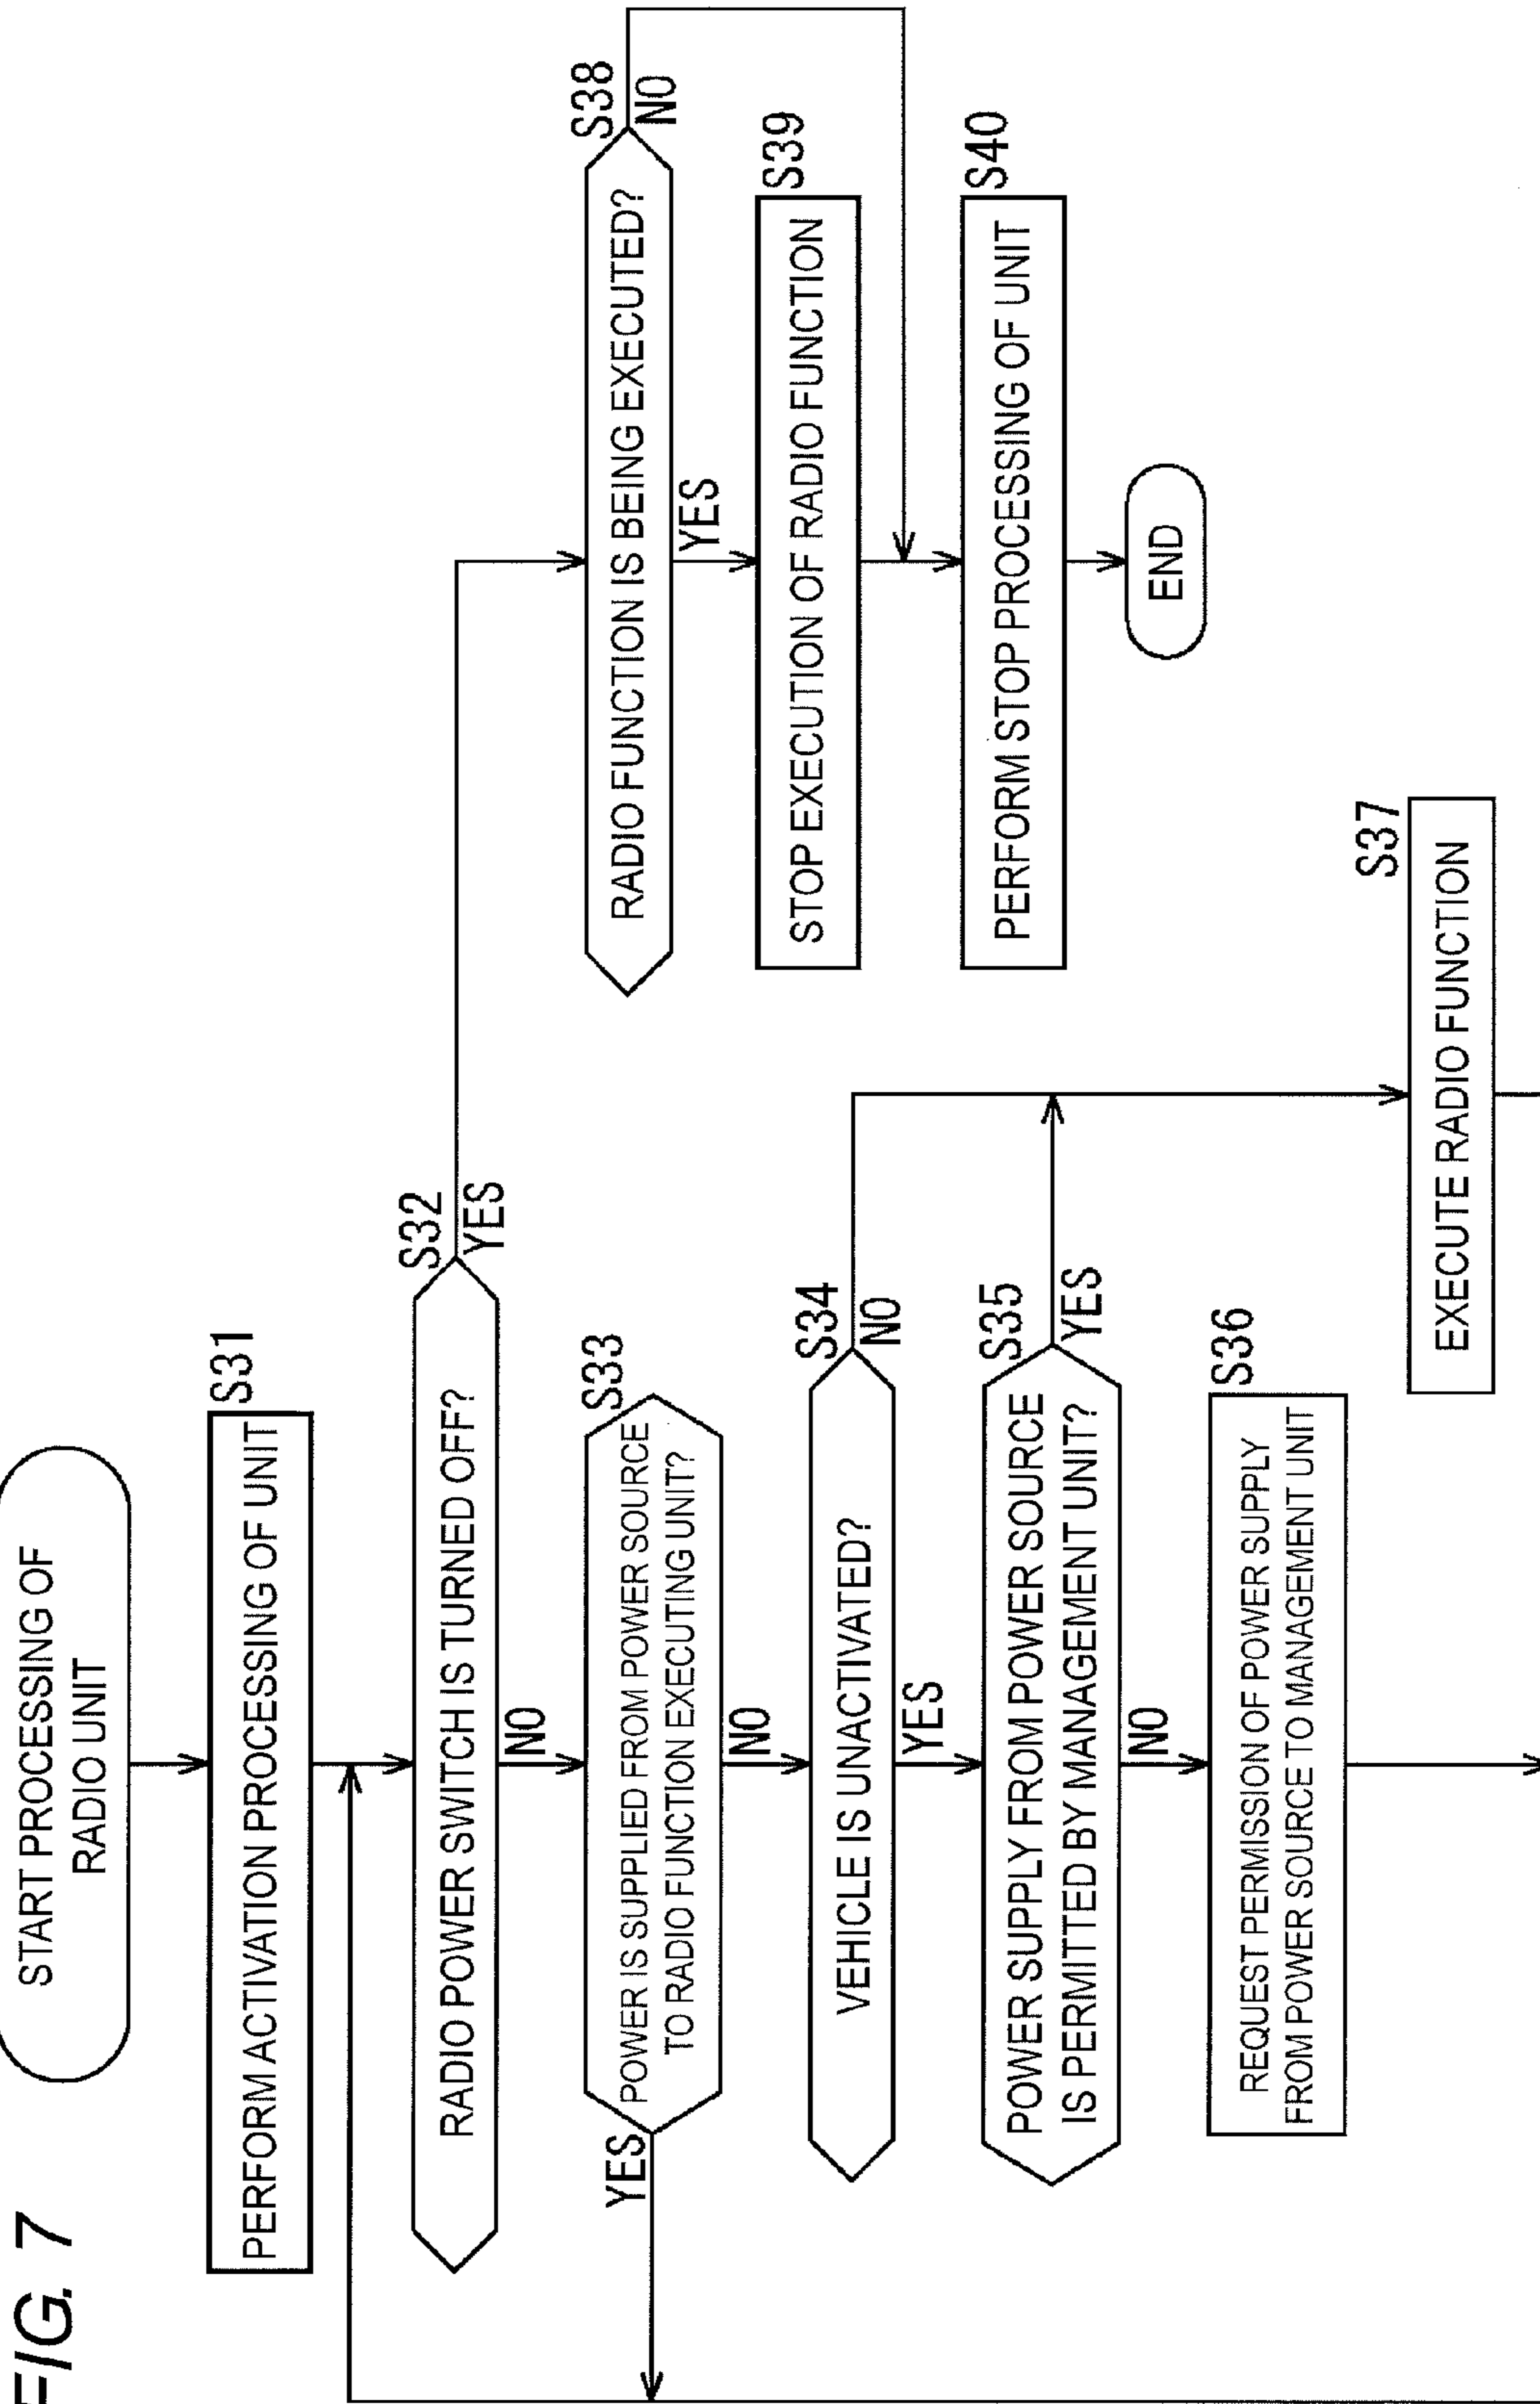 FIG. 7
START PROCESSING OF
RADIO UNIT
S31
PERFORM ACTIVATION PROCESSING OF UNIT
S32
RADIO POWER SWITCH IS TURNED OFF?
YES
NO
S33
POWER IS SUPPLIED FROM POWER SOURCE
TO RADIO FUNCTION EXECUTING UNIT?
YES
NO
S34
VEHICLE IS UNACTIVATED?
NO
YES
S35
POWER SUPPLY FROM POWER SOURCE
IS PERMITTED BY MANAGEMENT UNIT?
YES
NO
S36
REQUEST PERMISSION OF POWER SUPPLY
FROM POWER SOURCE TO MANAGEMENT UNIT
S37
EXECUTE RADIO FUNCTION
S38
RADIO FUNCTION IS BEING EXECUTED?
NO
YES
S39
STOP EXECUTION OF RADIO FUNCTION
S40
PERFORM STOP PROCESSING OF UNIT
END